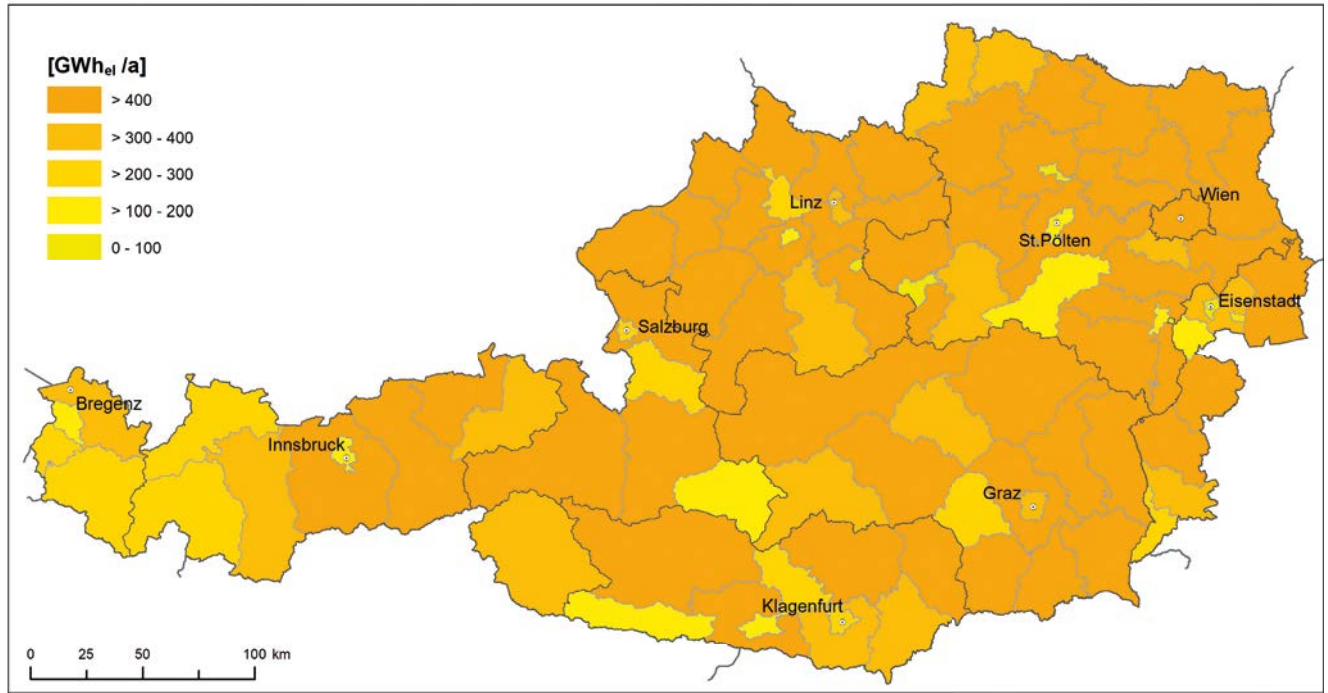 [GWhel /a]
> 400
> 300 - 400
> 200 - 300
> 100 - 200
0 - 100
Linz
Wien
St.Pölten
Eisenstadt
Salzburg
Bregenz
Innsbruck
Graz
Klagenfurt
0 25 50 100 km